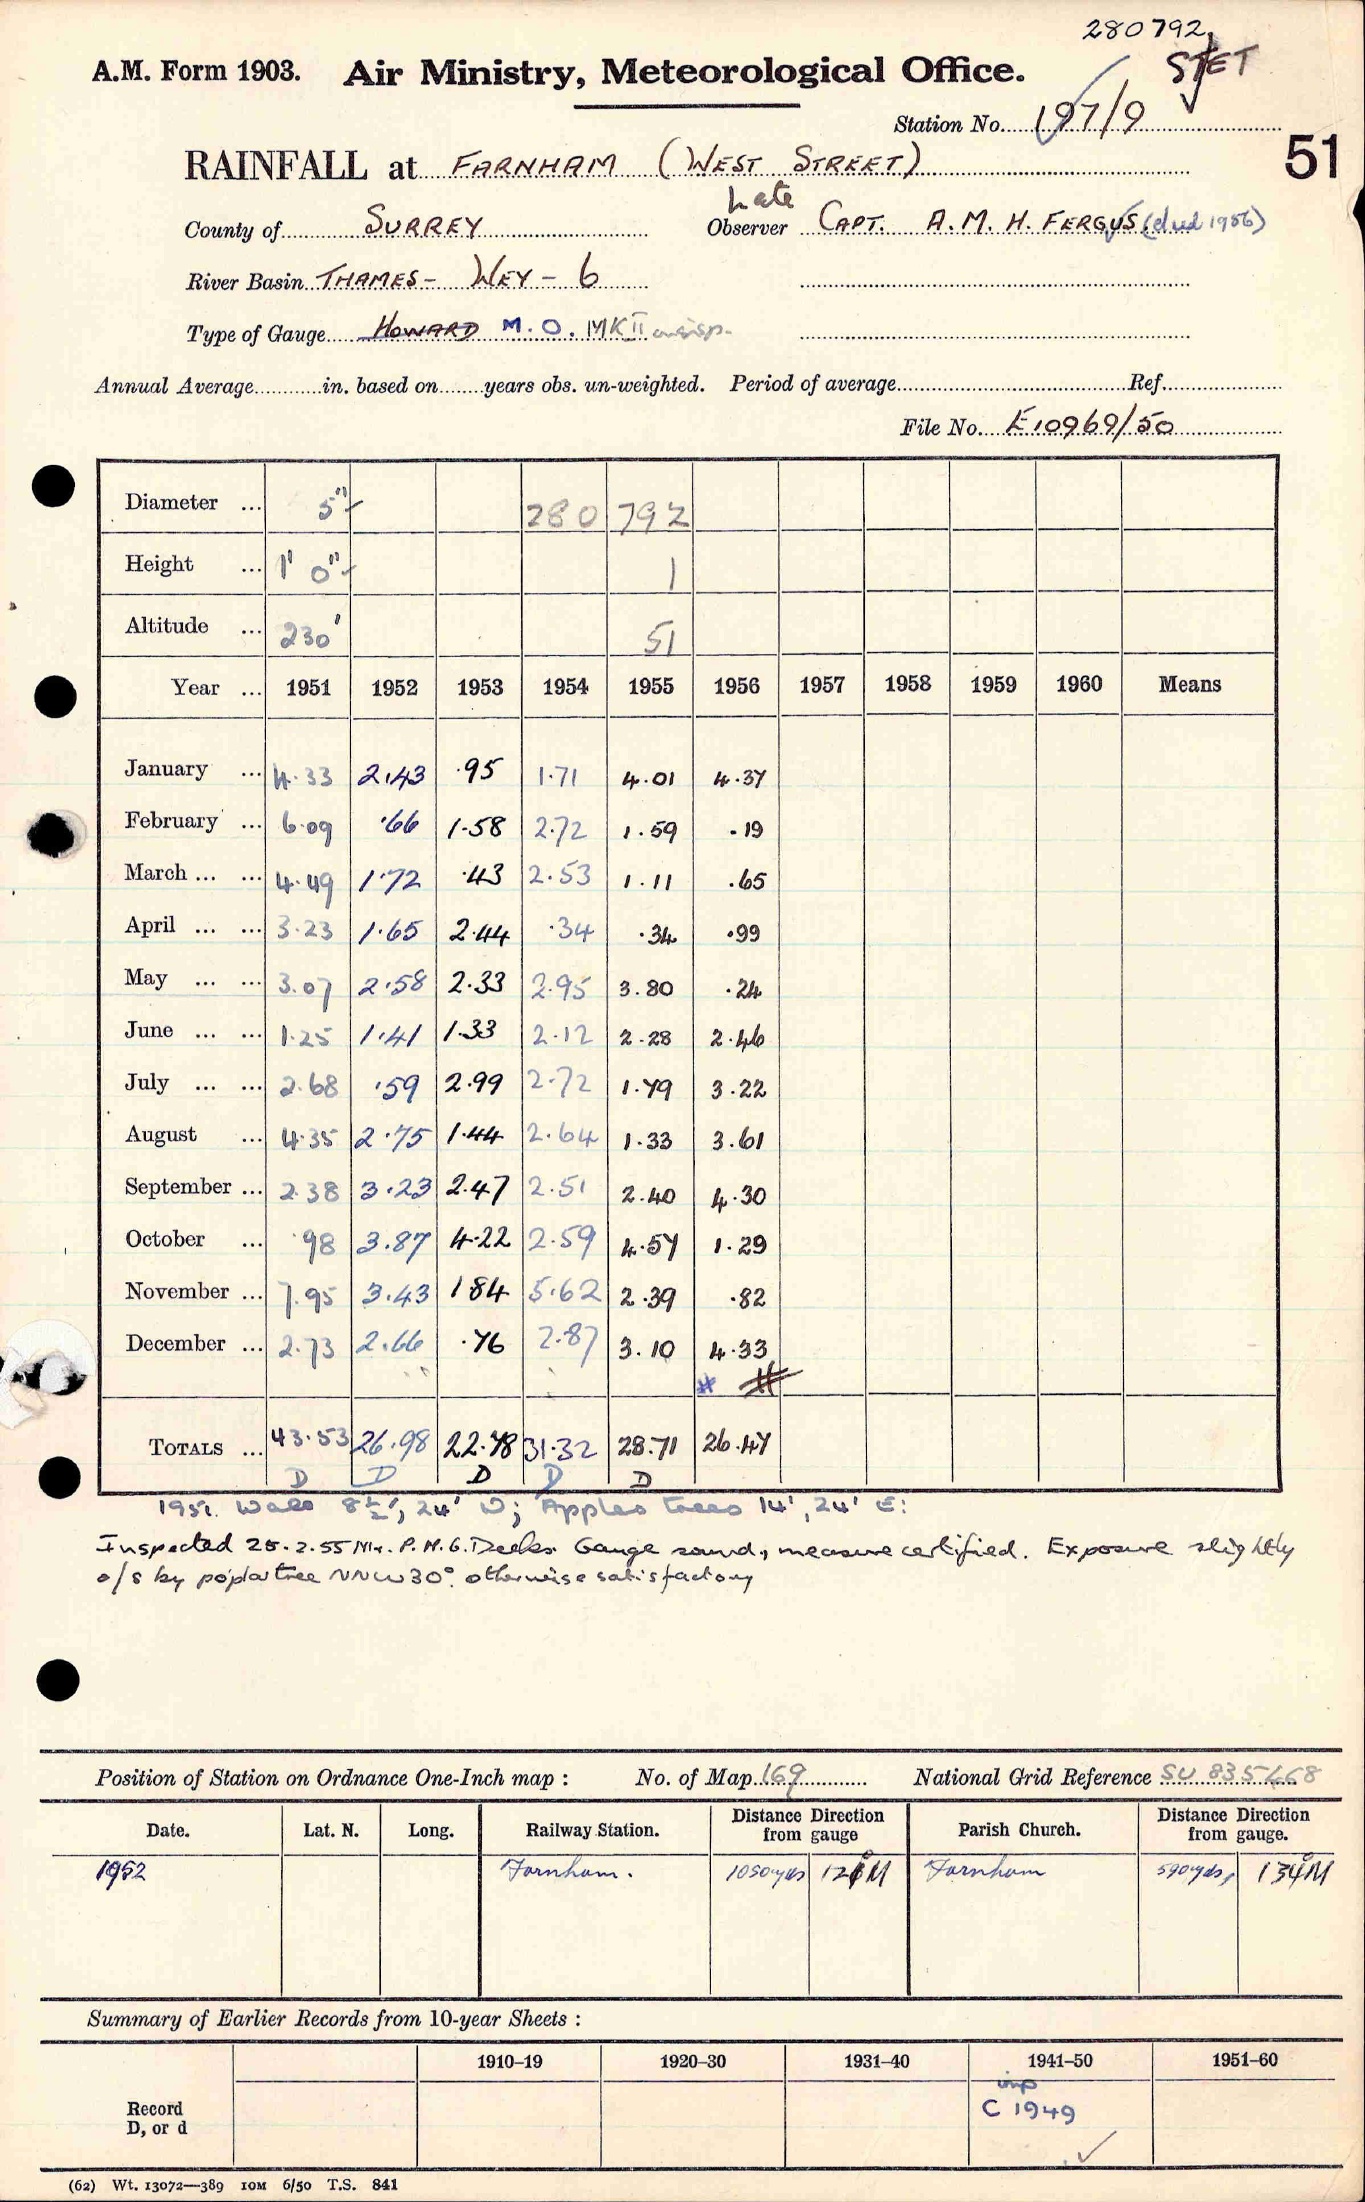 280792
STET
A.M. Form 1903. Air Ministry, Meteorological Office.
Station No. 197/9
51
RAINFALL at FARNHAM (WEST STREET)
Late
County of SURREY Observer CAPT. A. M. H. FERGUS (died 1956)
River Basin THAMES - WEY - 6
Type of Gauge HOWARD M.O. MKII
Annual Average in. based on years obs. un-weighted. Period of average Ref.
File No. E10969/50
Diameter ... 5" 280 792
Height ... 1' 0" 1
Altitude ... 230' 51
Year ... 1951 1952 1953 1954 1955 1956 1957 1958 1959 1960 Means
January ... 4.33 2.43 .95 1.71 4.01 4.37
February ... 6.09 .66 1.58 2.72 1.59 .19
March ... ... 4.49 1.72 .43 2.53 1.11 .65
April ... ... 3.23 1.65 2.44 .34 .34 .99
May ... ... 3.07 2.58 2.33 2.95 3.80 .24
June ... ... 1.25 1.41 1.33 2.12 2.28 2.46
July ... ... 2.68 .59 2.99 2.72 1.79 3.22
August ... 4.35 2.75 1.44 2.64 1.33 3.61
September ... 2.38 3.23 2.47 2.51 2.40 4.30
October ... .98 3.87 4.22 2.59 4.57 1.29
November ... 7.95 3.43 1.84 5.62 2.39 .82
December ... 2.73 2.66 .76 2.87 3.10 4.33
# #
TOTALS ... 43.53 26.98 22.78 31.32 28.71 26.47
D D D D D
1951. Wall 8½', 24' W; Apples trees 14', 24' E:
Inspected 25.2.55 Mr. P.M.G. Deeks. Gauge sound, measure certified. Exposure slightly
o/s by poplar tree NNW 30°. otherwise satisfactory
Position of Station on Ordnance One-Inch map : No. of Map 169 National Grid Reference SU 835468
Date. Lat. N. Long. Railway Station. Distance from gauge Direction Parish Church. Distance from gauge. Direction
1952 Farnham. 1050yds 126°M Farnham 590yds, 134°M
Summary of Earlier Records from 10-year Sheets :
1910–19 1920–30 1931–40 1941–50 1951–60
Record D, or d
imp
C 1949
(62) Wt. 13072—389 10M 6/50 T.S. 841